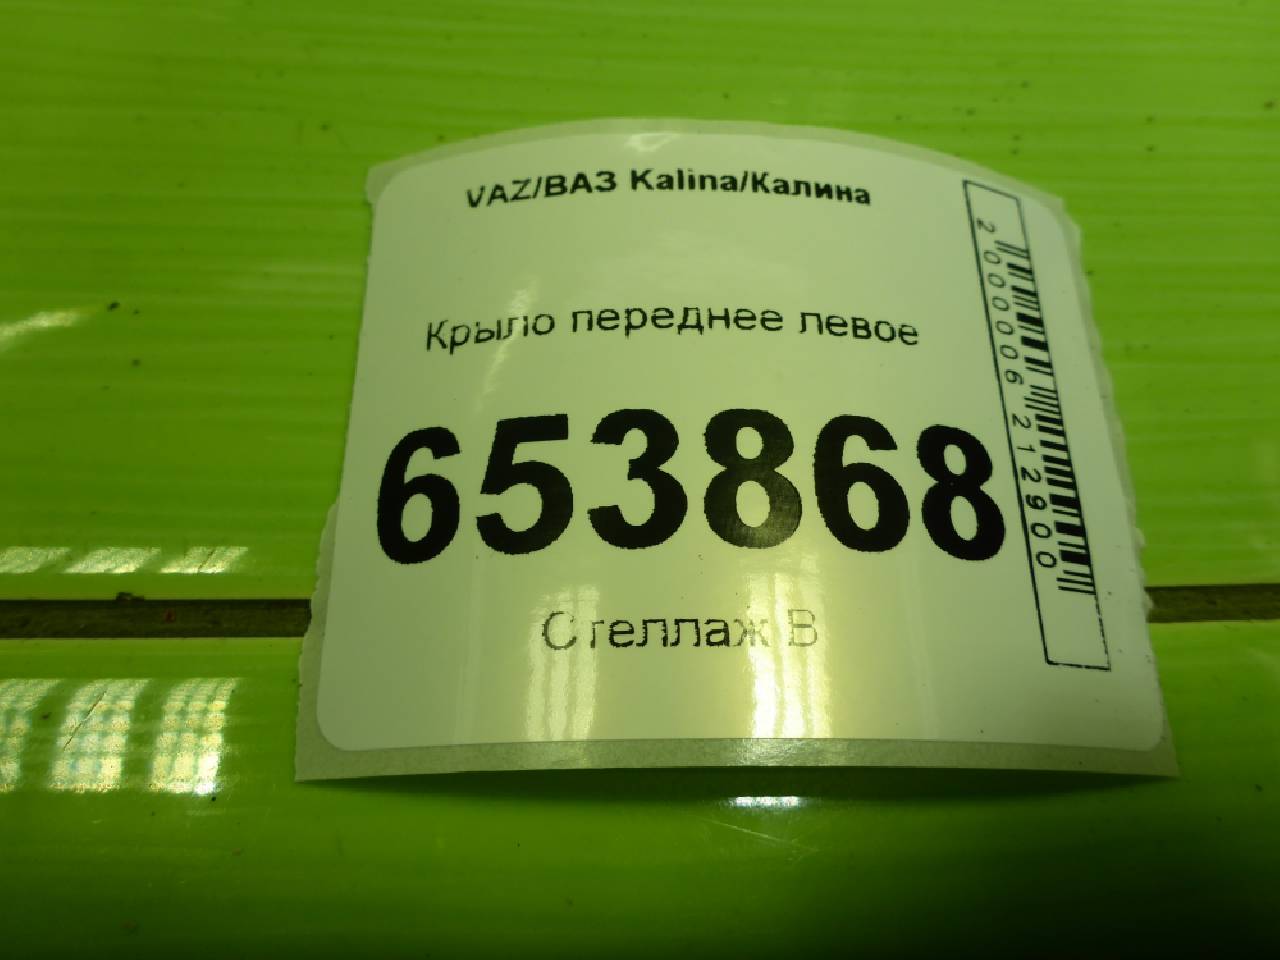 VAZ/ВАЗ Kalina/Калина
Крыло переднее левое
653868
Стеллаж В
2000006212900